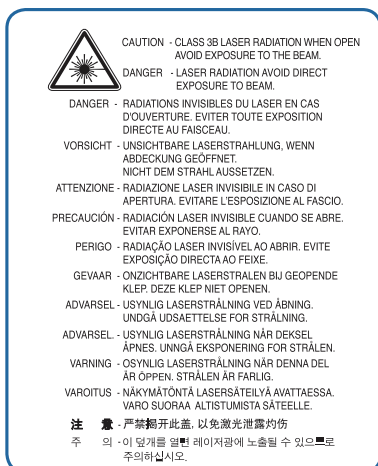 CAUTION - CLASS 3B LASER RADIATION WHEN OPEN
AVOID EXPOSURE TO THE BEAM.
DANGER - LASER RADIATION AVOID DIRECT
EXPOSURE TO BEAM.
DANGER - RADIATIONS INVISIBLES DU LASER EN CAS
D'OUVERTURE. EVITER TOUTE EXPOSITION
DIRECTE AU FAISCEAU.
VORSICHT - UNSICHTBARE LASERSTRAHLUNG, WENN
ABDECKUNG GEÖFFNET.
NICHT DEM STRAHL AUSSETZEN.
ATTENZIONE - RADIAZIONE LASER INVISIBILE IN CASO DI
APERTURA. EVITARE L'ESPOSIZIONE AL FASCIO.
PRECAUCIÓN - RADIACIÓN LASER INVISIBLE CUANDO SE ABRE.
EVITAR EXPONERSE AL RAYO.
PERIGO - RADIAÇÃO LASER INVISÍVEL AO ABRIR. EVITE
EXPOSIÇÃO DIRECTA AO FEIXE.
GEVAAR - ONZICHTBARE LASERSTRALEN BIJ GEOPENDE
KLEP. DEZE KLEP NIET OPENEN.
ADVARSEL - USYNLIG LASERSTRÅLNING VED ÅBNING.
UNDGÅ UDSAETTELSE FOR STRÅLNING.
ADVARSEL. - USYNLIG LASERSTRÅLNING NÅR DEKSEL
ÅPNES. UNNGÅ EKSPONERING FOR STRÅLEN.
VARNING - OSYNLIG LASERSTRÅLNING NÄR DENNA DEL
ÄR ÖPPEN. STRÅLEN ÄR FARLIG.
VAROITUS - NÄKYMÄTÖNTÄ LASERSÄTEILYÄ AVATTAESSA.
VARO SUORAA ALTISTUMISTA SÄTEELLE.
注 意 - 严禁揭开此盖, 以免激光泄露灼伤
주 의 - 이 덮개를 열면 레이저광에 노출될 수 있으므로
주의하십시오.